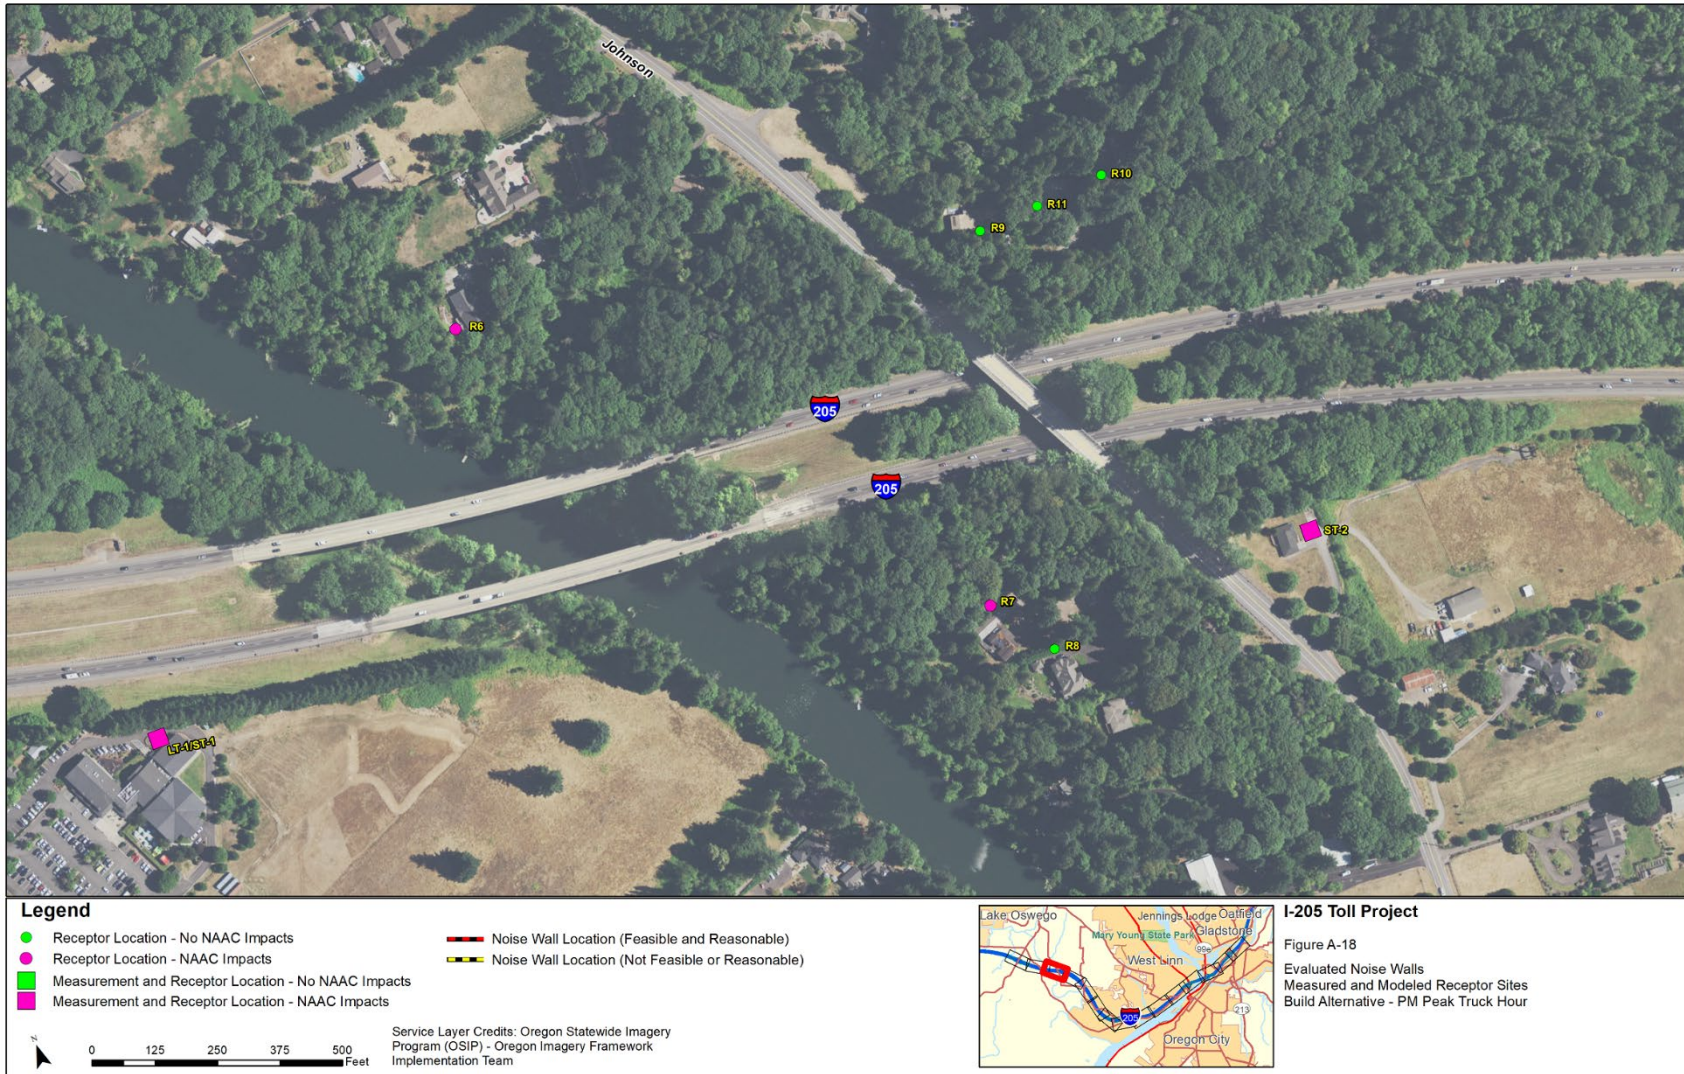 Johnson
R10
R11
R9
R6
205
205
ST-2
R7
R8
LT-1/ST-1
Legend
Receptor Location - No NAAC Impacts
Receptor Location - NAAC Impacts
Measurement and Receptor Location - No NAAC Impacts
Measurement and Receptor Location - NAAC Impacts
Noise Wall Location (Feasible and Reasonable)
Noise Wall Location (Not Feasible or Reasonable)
N
0 125 250 375 500
Feet
Service Layer Credits: Oregon Statewide Imagery
Program (OSIP) - Oregon Imagery Framework
Implementation Team
Lake Oswego
Jennings Lodge
Oatfield
Gladstone
Mary Young State Park
99e
West Linn
213
205
Oregon City
I-205 Toll Project
Figure A-18
Evaluated Noise Walls
Measured and Modeled Receptor Sites
Build Alternative - PM Peak Truck Hour